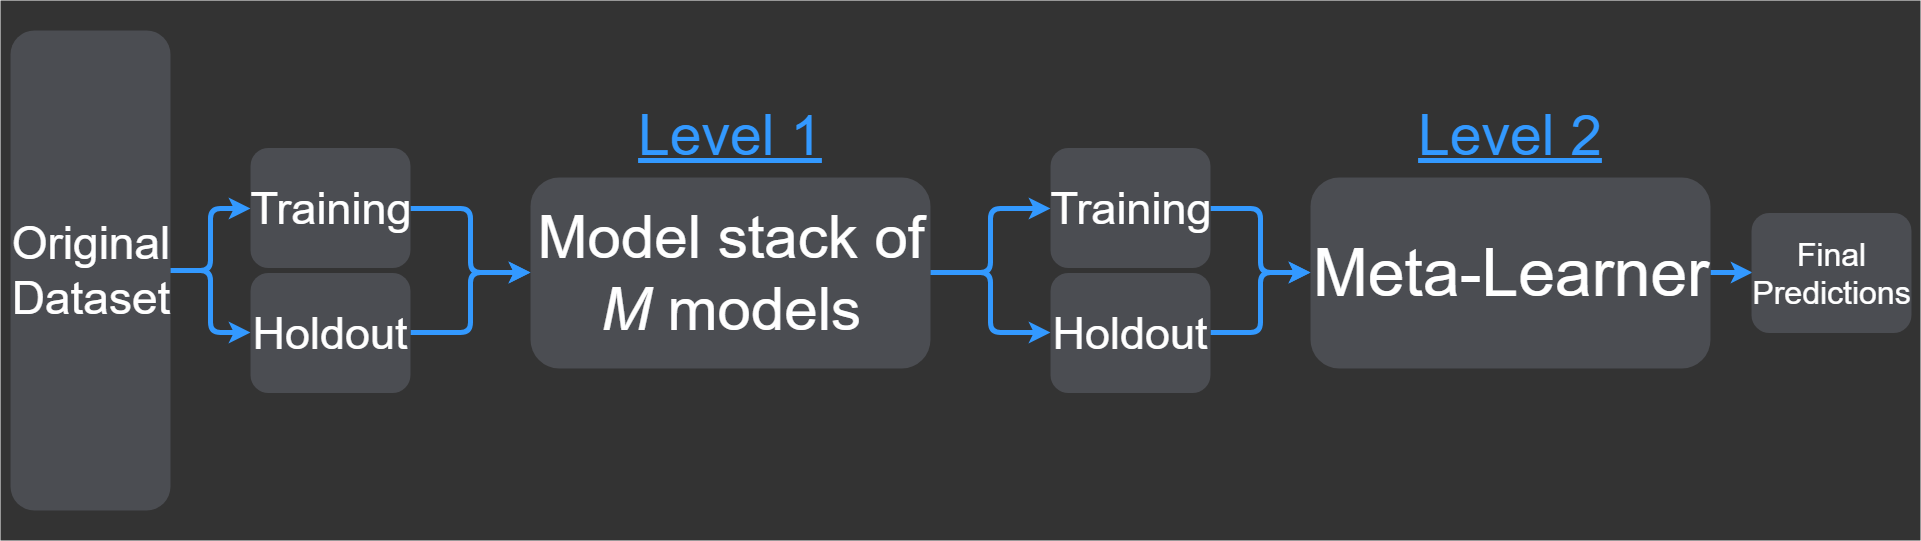 Original
Dataset
Training
Holdout
Level 1
Model stack of
M models
Training
Holdout
Level 2
Meta-Learner
Final
Predictions